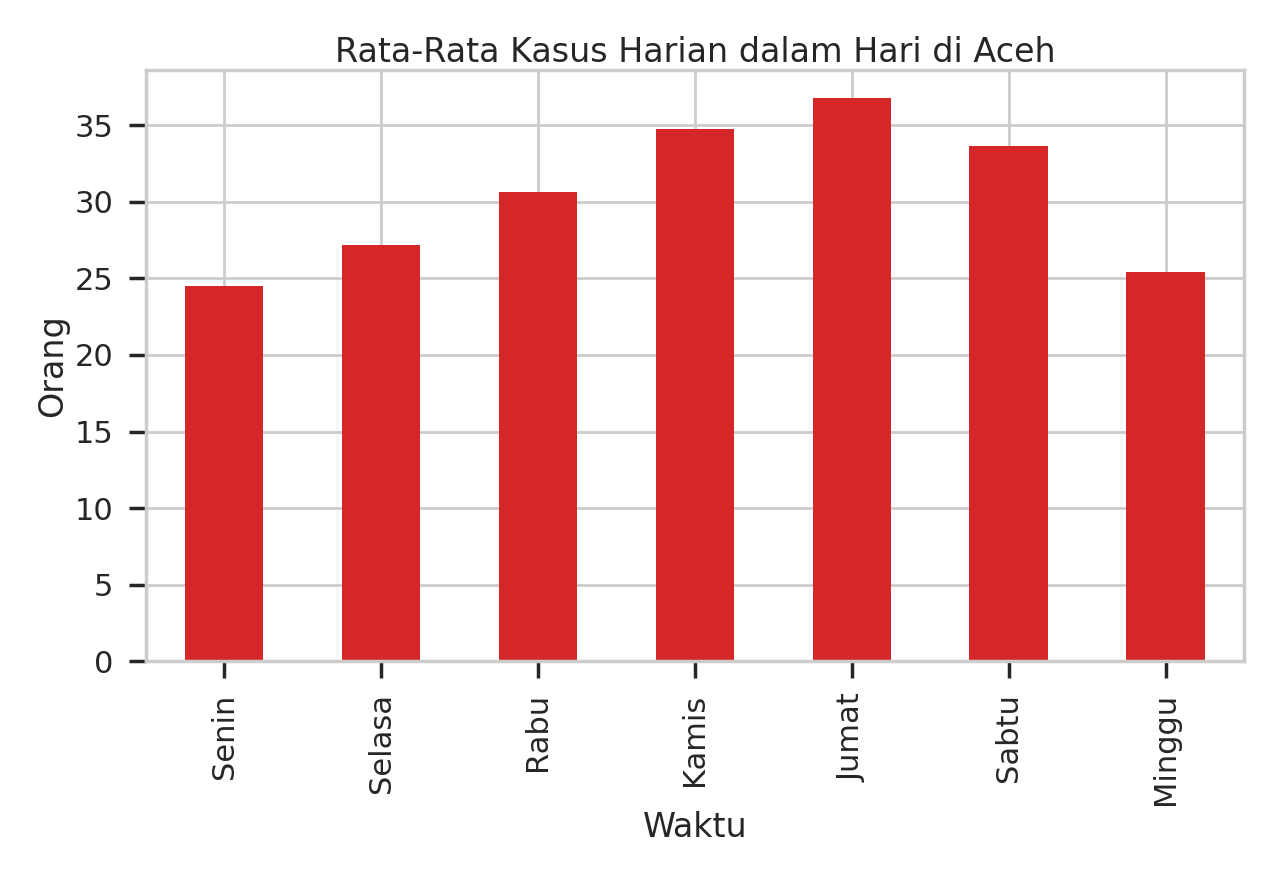 Rata-Rata Kasus Harian dalam Hari di Aceh
Orang
35
30
25
20
15
10
5
0
Senin
Selasa
Rabu
Kamis
Jumat
Sabtu
Minggu
Waktu